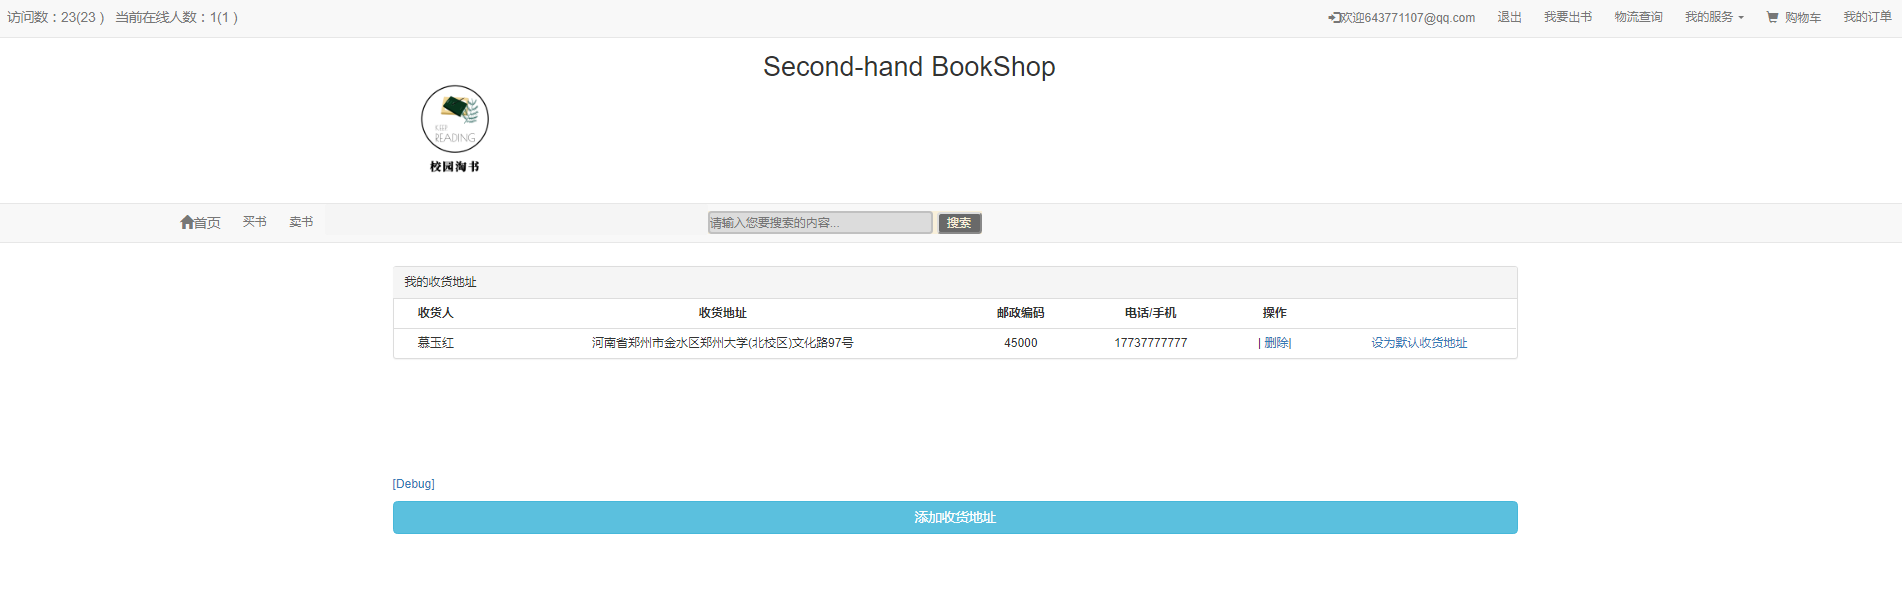 访问数：23(23 ) 当前在线人数：1(1 )
欢迎643771107@qq.com 退出 我要出书 物流查询 我的服务 购物车 我的订单
Second-hand BookShop
KEEP
READING
校园淘书
首页 买书 卖书 请输入您要搜索的内容... 搜索
我的收货地址
收货人 收货地址 邮政编码 电话/手机 操作
慕玉红 河南省郑州市金水区郑州大学(北校区)文化路97号 45000 17737777777 | 删除| 设为默认收货地址
[Debug]
添加收货地址